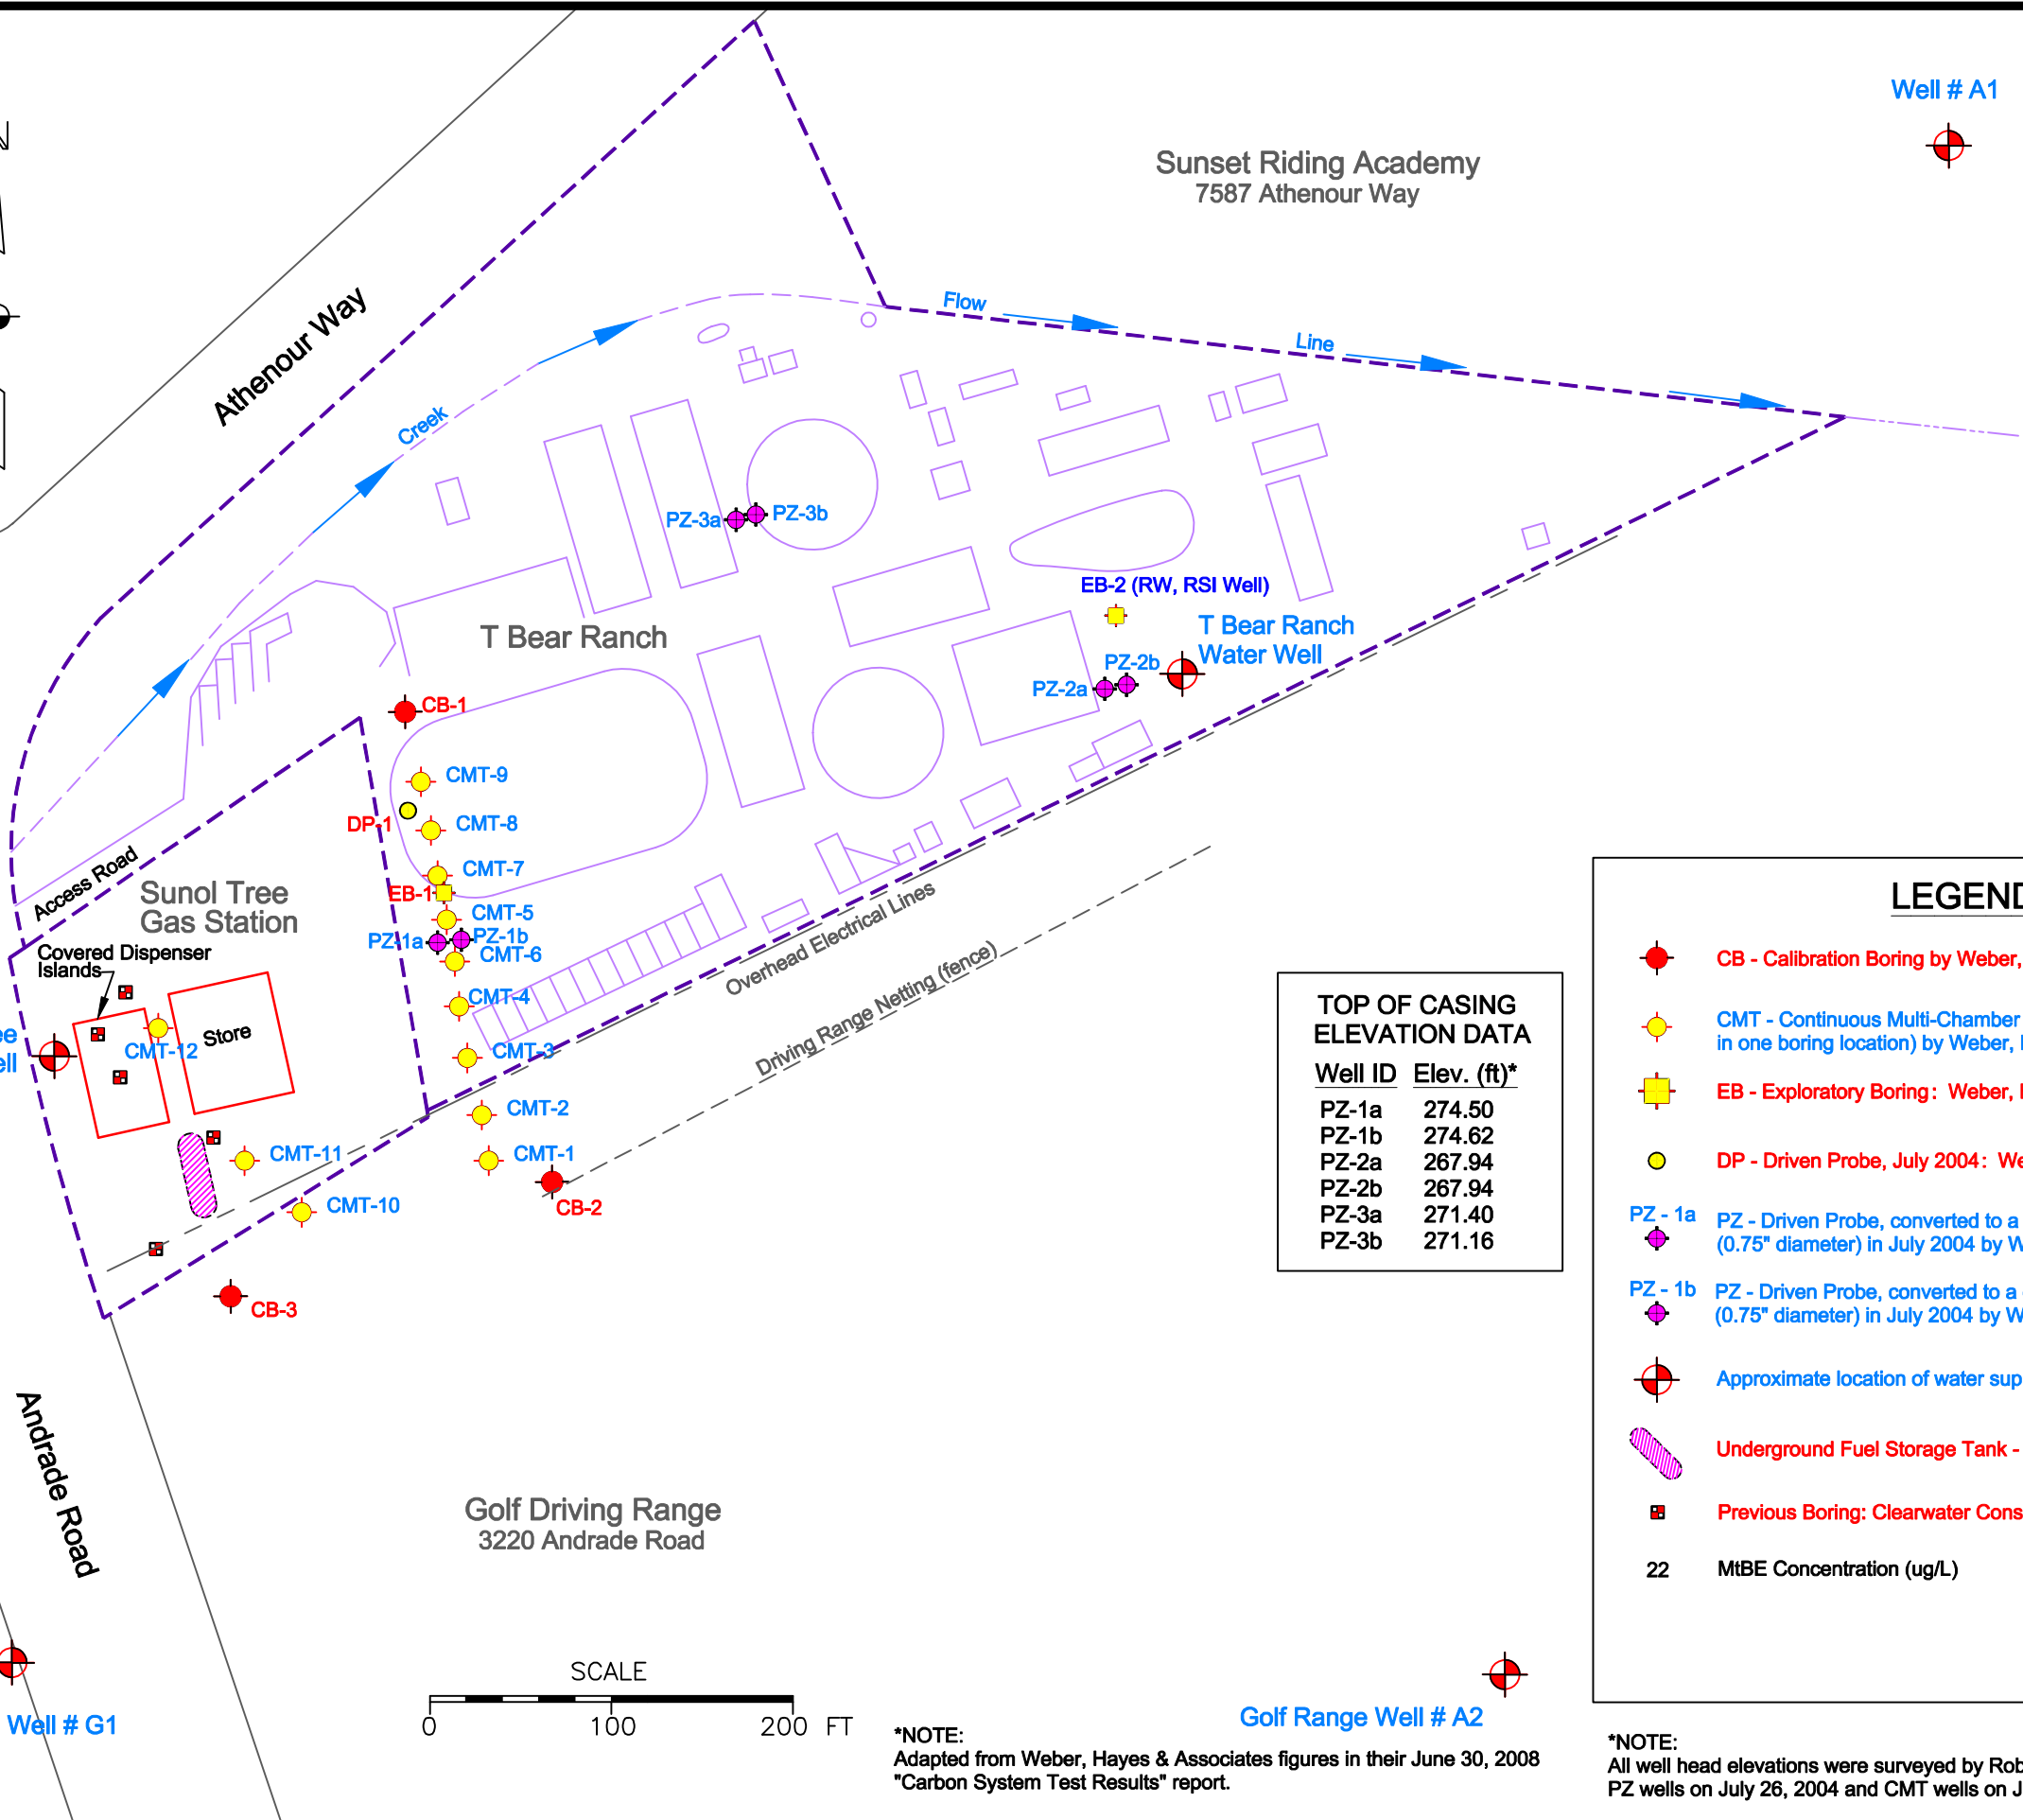 Well # A1
N
Sunset Riding Academy
7587 Athenour Way
Athenour Way
Flow
Line
Creek
PZ-3a
PZ-3b
EB-2 (RW, RSI Well)
T Bear Ranch
T Bear Ranch
Water Well
PZ-2b
PZ-2a
CB-1
CMT-9
DP-1
CMT-8
CMT-7
EB-1
CMT-5
PZ-1a
PZ-1b
CMT-6
CMT-4
CMT-3
CMT-2
CMT-1
CB-2
Access Road
Sunol Tree
Gas Station
Covered Dispenser
Islands
Store
CMT-12
CMT-11
CMT-10
CB-3
Overhead Electrical Lines
Driving Range Netting (fence)
TOP OF CASING
ELEVATION DATA
Well ID Elev. (ft)*
PZ-1a 274.50
PZ-1b 274.62
PZ-2a 267.94
PZ-2b 267.94
PZ-3a 271.40
PZ-3b 271.16
LEGEND
CB - Calibration Boring by Weber,
CMT - Continuous Multi-Chamber
in one boring location) by Weber,
EB - Exploratory Boring: Weber,
DP - Driven Probe, July 2004: We
PZ - 1a
PZ - Driven Probe, converted to a
(0.75" diameter) in July 2004 by W
PZ - 1b
PZ - Driven Probe, converted to a
(0.75" diameter) in July 2004 by W
Approximate location of water sup
Underground Fuel Storage Tank -
Previous Boring: Clearwater Cons
22 MtBE Concentration (ug/L)
Andrade Road
Golf Driving Range
3220 Andrade Road
Well # G1
SCALE
0 100 200 FT
Golf Range Well # A2
*NOTE:
Adapted from Weber, Hayes & Associates figures in their June 30, 2008
"Carbon System Test Results" report.
*NOTE:
All well head elevations were surveyed by Rob
PZ wells on July 26, 2004 and CMT wells on J